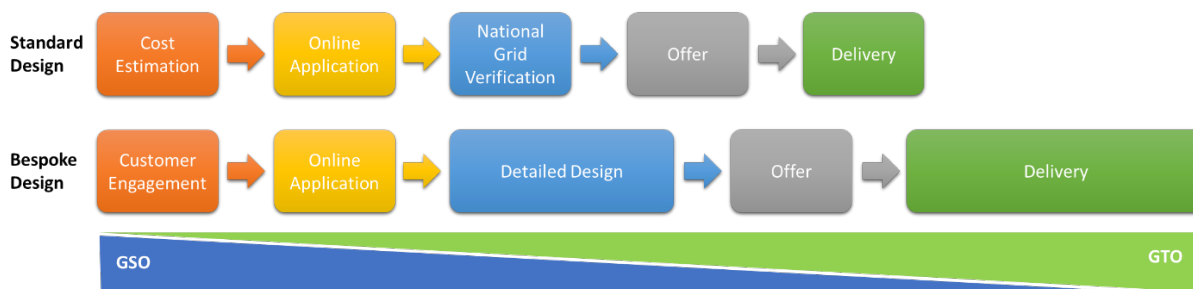 Standard
Design
Cost
Estimation
Online
Application
National
Grid
Verification
Offer
Delivery
Bespoke
Design
Customer
Engagement
Online
Application
Detailed Design
Offer
Delivery
GSO
GTO